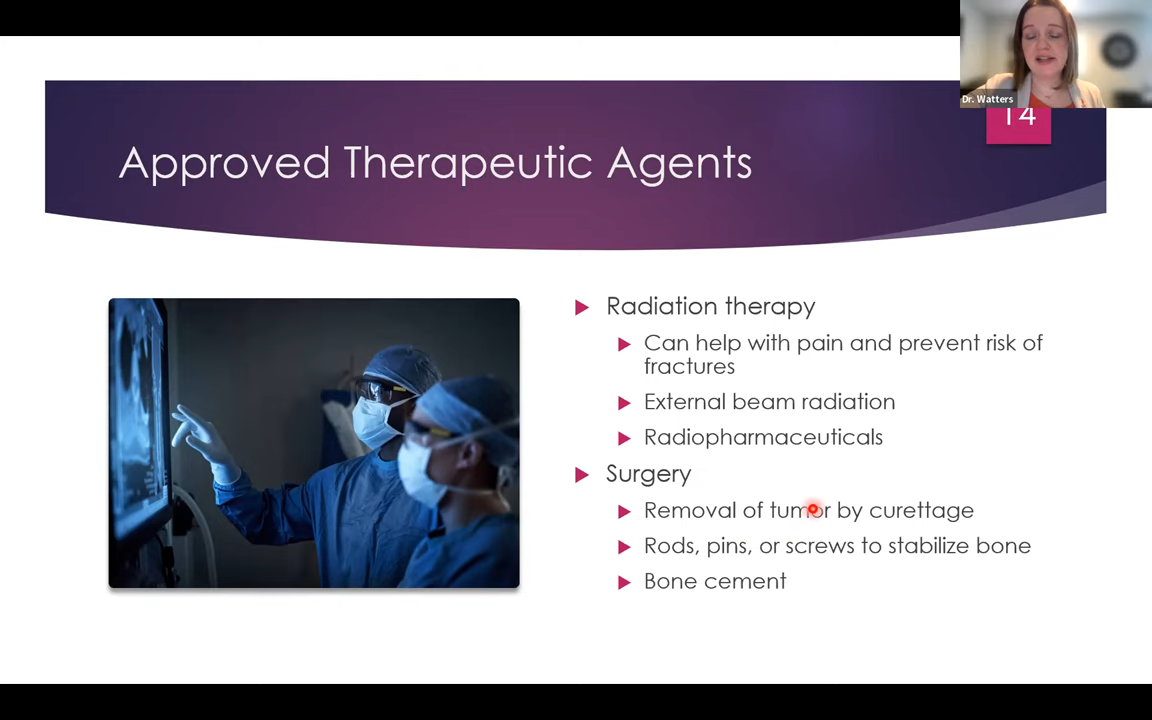 Dr. Watters
14
Approved Therapeutic Agents
Radiation therapy
Can help with pain and prevent risk of
fractures
External beam radiation
Radiopharmaceuticals
Surgery
Removal of tumor by curettage
Rods, pins, or screws to stabilize bone
Bone cement